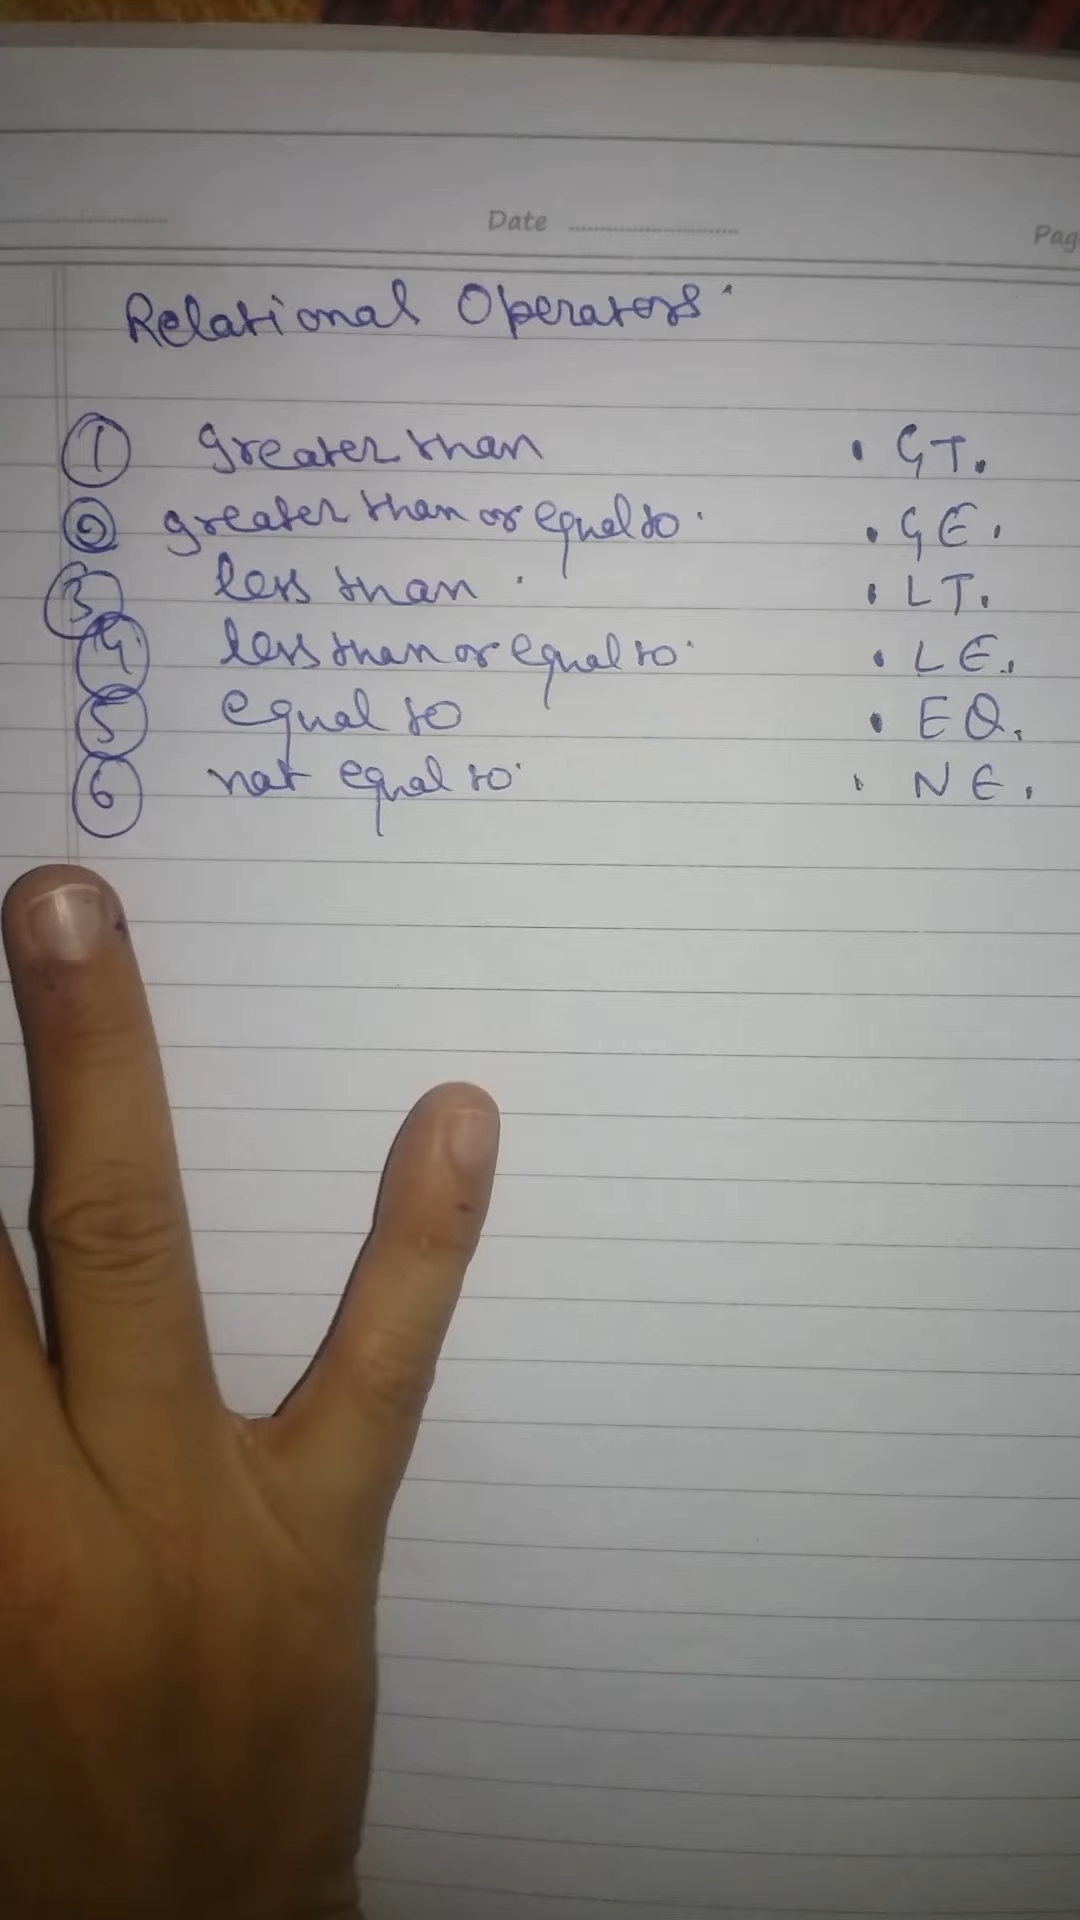 Date
Pag
Relational Operators
① greater than .GT.
② greater than or equal to .GE.
③ less than .LT.
④ less than or equal to .LE.
⑤ equal to .EQ.
⑥ not equal to .NE.